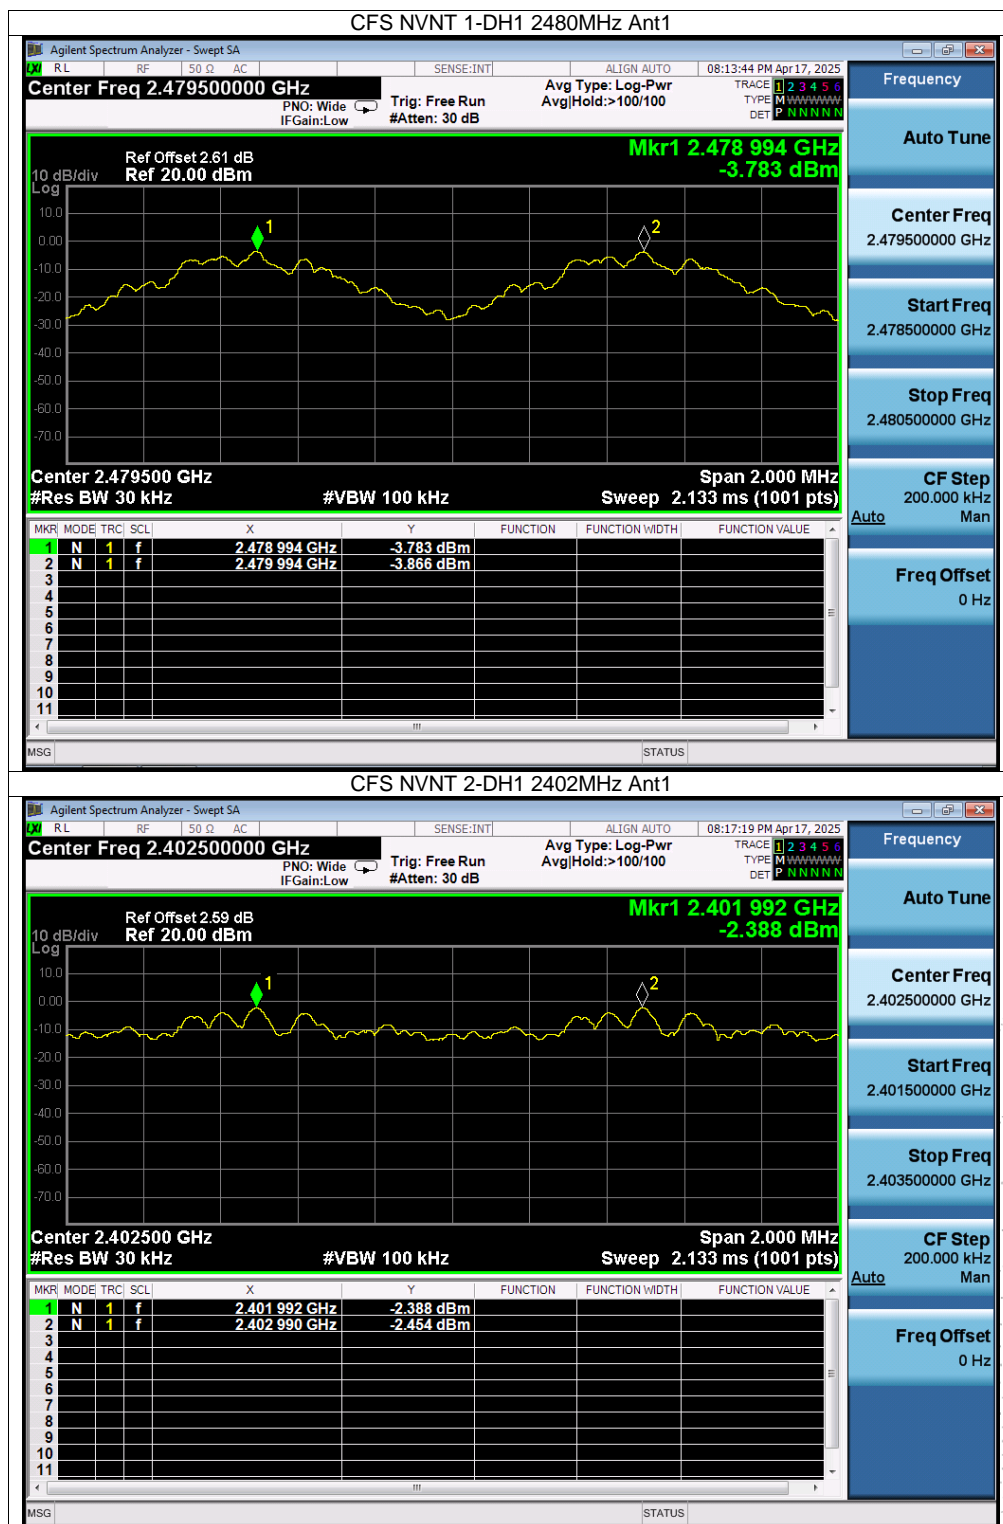 CFS NVNT 1-DH1 2480MHz Ant1
Agilent Spectrum Analyzer - Swept SA
LXI RL RF 50 Ω AC SENSE:INT ALIGN AUTO 08:13:44 PM Apr 17, 2025
Center Freq 2.479500000 GHz
PNO: Wide
IFGain:Low
Trig: Free Run
#Atten: 30 dB
Avg Type: Log-Pwr
Avg|Hold:>100/100
TRACE 1 2 3 4 5 6
TYPE M WWWWW
DET P N N N N N
Frequency
Auto Tune
Center Freq
2.479500000 GHz
Start Freq
2.478500000 GHz
Stop Freq
2.480500000 GHz
CF Step
200.000 kHz
Auto Man
Freq Offset
0 Hz
Mkr1 2.478 994 GHz
-3.783 dBm
Ref Offset 2.61 dB
10 dB/div Ref 20.00 dBm
Log
10.0
0.00
-10.0
-20.0
-30.0
-40.0
-50.0
-60.0
-70.0
1
2
Center 2.479500 GHz Span 2.000 MHz
#Res BW 30 kHz #VBW 100 kHz Sweep 2.133 ms (1001 pts)
MKR MODE TRC SCL X Y FUNCTION FUNCTION WIDTH FUNCTION VALUE
1 N 1 f 2.478 994 GHz -3.783 dBm
2 N 1 f 2.479 994 GHz -3.866 dBm
3
4
5
6
7
8
9
10
11
MSG STATUS
CFS NVNT 2-DH1 2402MHz Ant1
Agilent Spectrum Analyzer - Swept SA
LXI RL RF 50 Ω AC SENSE:INT ALIGN AUTO 08:17:19 PM Apr 17, 2025
Center Freq 2.402500000 GHz
PNO: Wide
IFGain:Low
Trig: Free Run
#Atten: 30 dB
Avg Type: Log-Pwr
Avg|Hold:>100/100
TRACE 1 2 3 4 5 6
TYPE M WWWWW
DET P N N N N N
Frequency
Auto Tune
Center Freq
2.402500000 GHz
Start Freq
2.401500000 GHz
Stop Freq
2.403500000 GHz
CF Step
200.000 kHz
Auto Man
Freq Offset
0 Hz
Mkr1 2.401 992 GHz
-2.388 dBm
Ref Offset 2.59 dB
10 dB/div Ref 20.00 dBm
Log
10.0
0.00
-10.0
-20.0
-30.0
-40.0
-50.0
-60.0
-70.0
1
2
Center 2.402500 GHz Span 2.000 MHz
#Res BW 30 kHz #VBW 100 kHz Sweep 2.133 ms (1001 pts)
MKR MODE TRC SCL X Y FUNCTION FUNCTION WIDTH FUNCTION VALUE
1 N 1 f 2.401 992 GHz -2.388 dBm
2 N 1 f 2.402 990 GHz -2.454 dBm
3
4
5
6
7
8
9
10
11
MSG STATUS